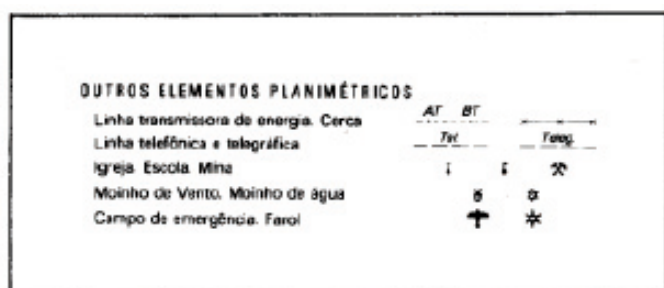 OUTROS ELEMENTOS PLANIMÉTRICOS
Linha transmissora de energia. Cerca AT BT
Linha telefônica e telegráfica Tel Teleg.
Igreja. Escola. Mina
Moinho de Vento. Moinho de água
Campo de emergência. Farol